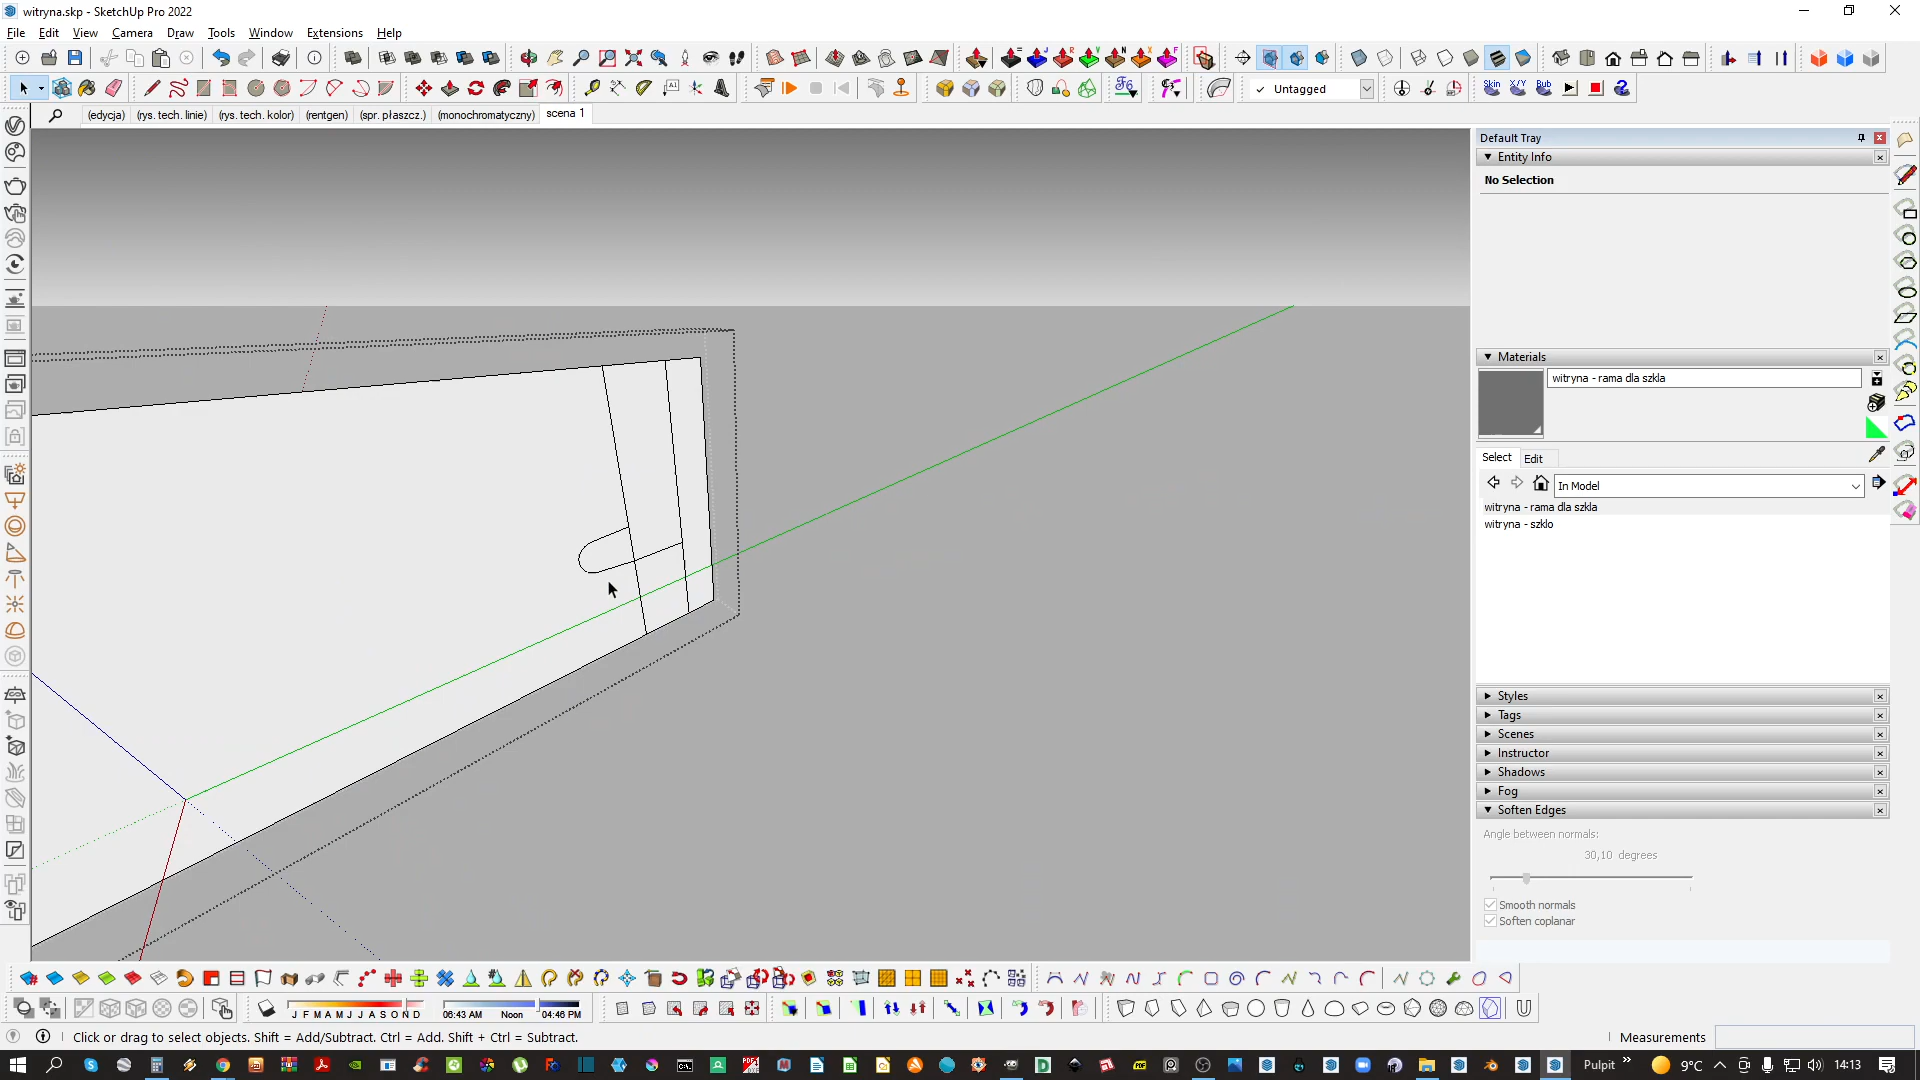 witryna.skp - SketchUp Pro 2022
File Edit View Camera Draw Tools Window Extensions Help
Untagged
Skin X/Y Bub
(edycja) (rys. tech. linie) (rys. tech. kolor) (rentgen) (spr. płaszcz.) (monochromatyczny) scena 1
Default Tray
Entity Info
No Selection
Materials
witryna - rama dla szkla
Select Edit
In Model
witryna - rama dla szkla
witryna - szklo
Styles
Tags
Scenes
Instructor
Shadows
Fog
Soften Edges
Angle between normals:
30,10 degrees
Smooth normals
Soften coplanar
J F M A M J J A S O N D 06:43 AM Noon 04:46 PM
Click or drag to select objects. Shift = Add/Subtract. Ctrl = Add. Shift + Ctrl = Subtract.
Measurements
Pulpit 9°C 14:13